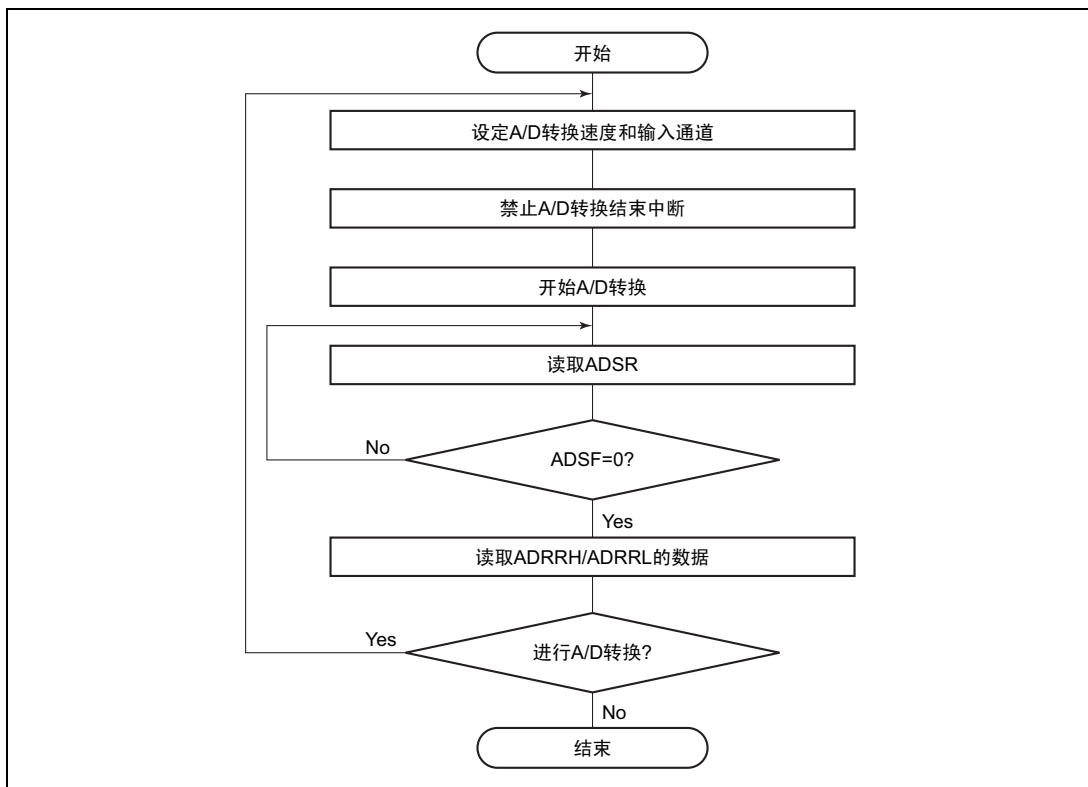 开始
设定A/D转换速度和输入通道
禁止A/D转换结束中断
开始A/D转换
读取ADSR
No
ADSF=0?
Yes
读取ADRRH/ADRRL的数据
Yes
进行A/D转换?
No
结束